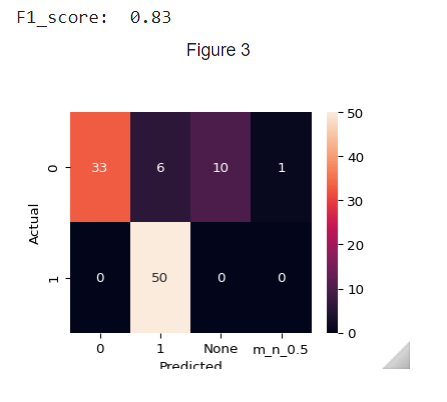 F1_score: 0.83
Figure 3
50
0 33 6 10 1
40
30
Actual
20
1 0 50 0 0
10
0
0 1 None m_n_0.5
Predicted